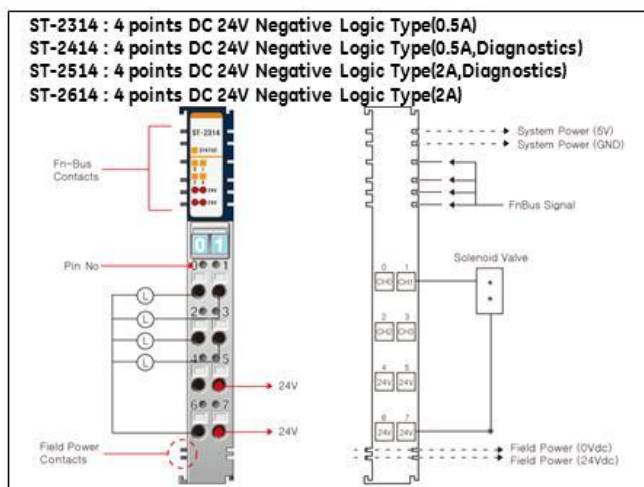 ST-2314 : 4 points DC 24V Negative Logic Type(0.5A)
ST-2414 : 4 points DC 24V Negative Logic Type(0.5A,Diagnostics)
ST-2514 : 4 points DC 24V Negative Logic Type(2A,Diagnostics)
ST-2614 : 4 points DC 24V Negative Logic Type(2A)
ST-2314
STATUS
Fn-Bus
Contacts
System Power (5V)
System Power (GND)
FnBus Signal
0 1
Pin No
0 1
L
2 3
L
L
4 5
L
24V
6 7
24V
Field Power
Contacts
Solenoid Valve
0 1
CH0 CH1
2 3
CH2 CH3
4 5
24V 24V
6 7
24V 24V
Field Power (0Vdc)
Field Power (24Vdc)